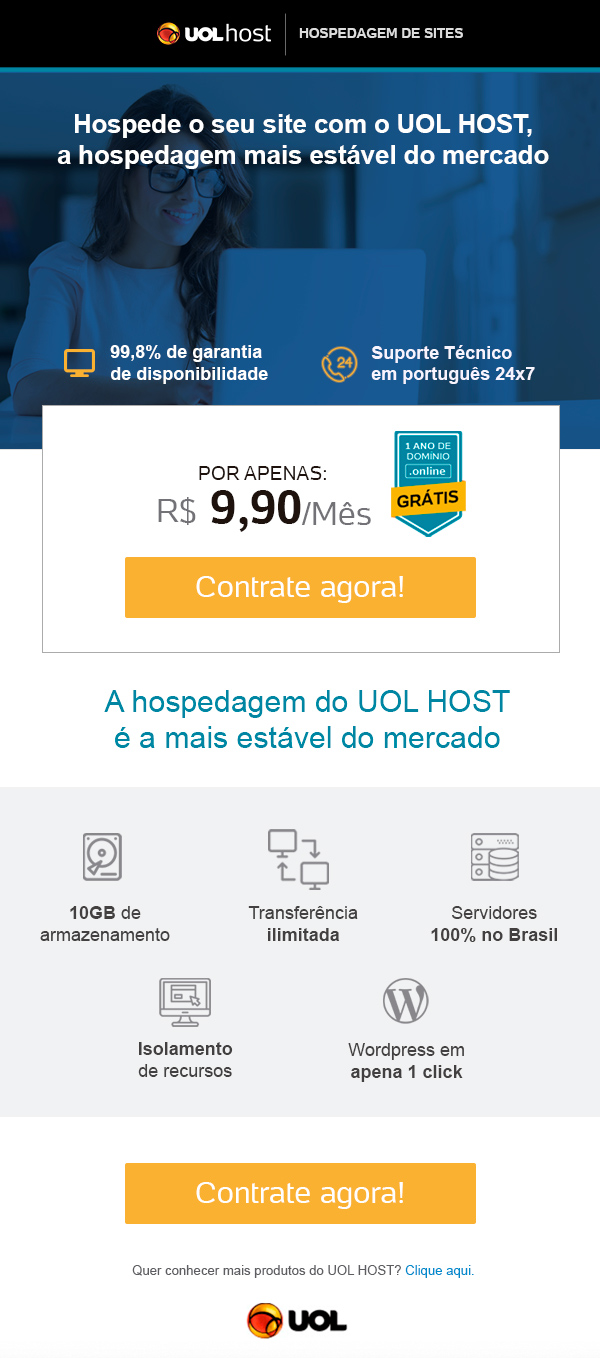 UOL host
HOSPEDAGEM DE SITES
Hospede o seu site com o UOL HOST,
a hospedagem mais estável do mercado
99,8% de garantia
de disponibilidade
24
Suporte Técnico
em português 24x7
POR APENAS:
R$ 9,90/Mês
1 ANO DE
DOMÍNIO
.online
GRÁTIS
Contrate agora!
A hospedagem do UOL HOST
é a mais estável do mercado
10GB de
armazenamento
Transferência
ilimitada
Servidores
100% no Brasil
Isolamento
de recursos
Wordpress em
apena 1 click
Contrate agora!
Quer conhecer mais produtos do UOL HOST? Clique aqui.
UOL